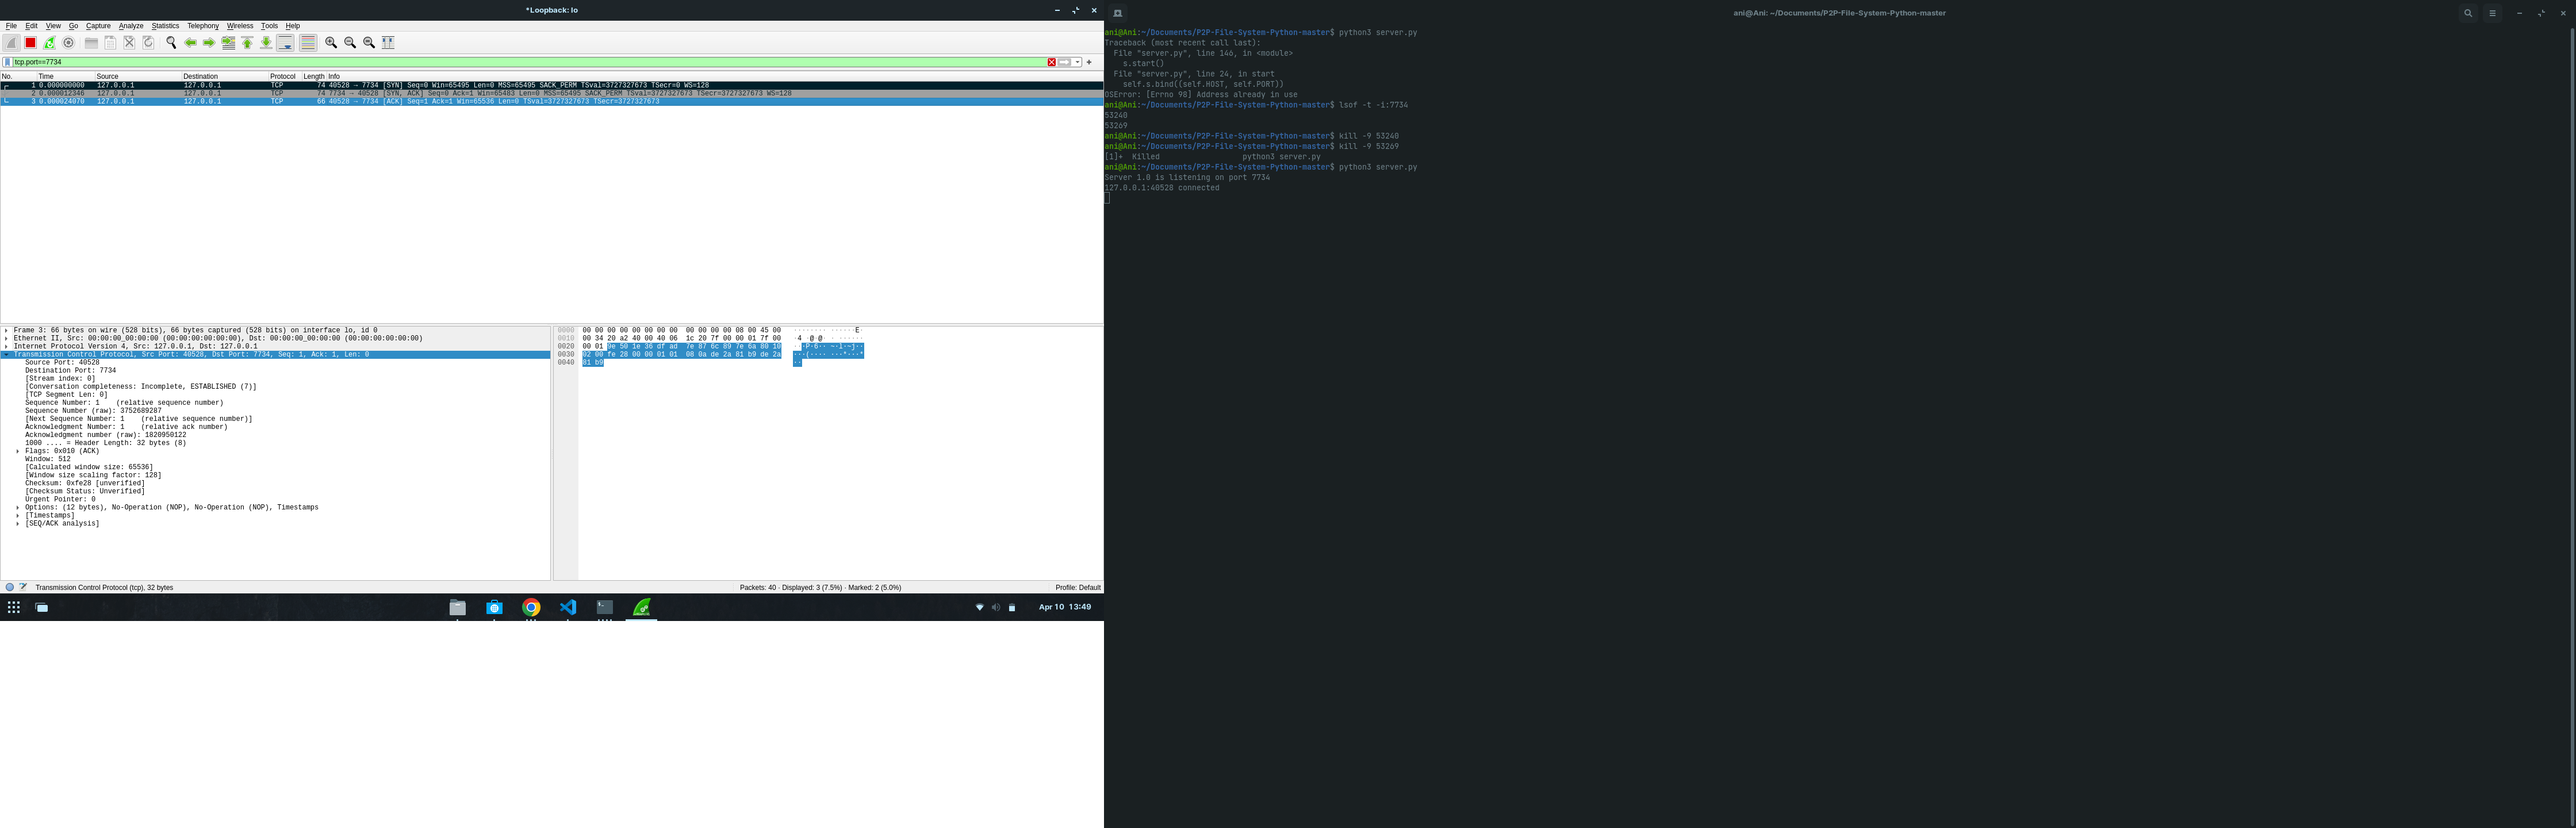 *Loopback: lo
File Edit View Go Capture Analyze Statistics Telephony Wireless Tools Help
tcp.port==7734
No. Time Source Destination Protocol Length Info
1 0.000000000 127.0.0.1 127.0.0.1 TCP 74 40528 → 7734 [SYN] Seq=0 Win=65495 Len=0 MSS=65495 SACK_PERM TSval=3727327673 TSecr=0 WS=128
2 0.000012346 127.0.0.1 127.0.0.1 TCP 74 7734 → 40528 [SYN, ACK] Seq=0 Ack=1 Win=65483 Len=0 MSS=65495 SACK_PERM TSval=3727327673 TSecr=3727327673 WS=128
3 0.000024070 127.0.0.1 127.0.0.1 TCP 66 40528 → 7734 [ACK] Seq=1 Ack=1 Win=65536 Len=0 TSval=3727327673 TSecr=3727327673
Frame 3: 66 bytes on wire (528 bits), 66 bytes captured (528 bits) on interface lo, id 0
Ethernet II, Src: 00:00:00_00:00:00 (00:00:00:00:00:00), Dst: 00:00:00_00:00:00 (00:00:00:00:00:00)
Internet Protocol Version 4, Src: 127.0.0.1, Dst: 127.0.0.1
Transmission Control Protocol, Src Port: 40528, Dst Port: 7734, Seq: 1, Ack: 1, Len: 0
Source Port: 40528
Destination Port: 7734
[Stream index: 0]
[Conversation completeness: Incomplete, ESTABLISHED (7)]
[TCP Segment Len: 0]
Sequence Number: 1 (relative sequence number)
Sequence Number (raw): 3752689287
[Next Sequence Number: 1 (relative sequence number)]
Acknowledgment Number: 1 (relative ack number)
Acknowledgment number (raw): 1820950122
1000 .... = Header Length: 32 bytes (8)
Flags: 0x010 (ACK)
Window: 512
[Calculated window size: 65536]
[Window size scaling factor: 128]
Checksum: 0xfe28 [unverified]
[Checksum Status: Unverified]
Urgent Pointer: 0
Options: (12 bytes), No-Operation (NOP), No-Operation (NOP), Timestamps
[Timestamps]
[SEQ/ACK analysis]
0000 00 00 00 00 00 00 00 00 00 00 00 00 08 00 45 00 ········ ······E·
0010 00 34 20 a2 40 00 40 06 1c 20 7f 00 00 01 7f 00 ·4 ·@·@· · ······
0020 00 01 9e 50 1e 36 df ad 7e 87 6c 89 7e 6a 80 10 ···P·6·· ~·l·~j··
0030 02 00 fe 28 00 00 01 01 08 0a de 2a 81 b9 de 2a ···(···· ···*···*
0040 81 b9 ··
Transmission Control Protocol (tcp), 32 bytes
Packets: 40 · Displayed: 3 (7.5%) · Marked: 2 (5.0%)
Profile: Default
Apr 10 13:49
ani@Ani: ~/Documents/P2P-File-System-Python-master
ani@Ani:~/Documents/P2P-File-System-Python-master$ python3 server.py
Traceback (most recent call last):
File "server.py", line 146, in <module>
s.start()
File "server.py", line 24, in start
self.s.bind((self.HOST, self.PORT))
OSError: [Errno 98] Address already in use
ani@Ani:~/Documents/P2P-File-System-Python-master$ lsof -t -i:7734
53240
53269
ani@Ani:~/Documents/P2P-File-System-Python-master$ kill -9 53240
ani@Ani:~/Documents/P2P-File-System-Python-master$ kill -9 53269
[1]+ Killed python3 server.py
ani@Ani:~/Documents/P2P-File-System-Python-master$ python3 server.py
Server 1.0 is listening on port 7734
127.0.0.1:40528 connected